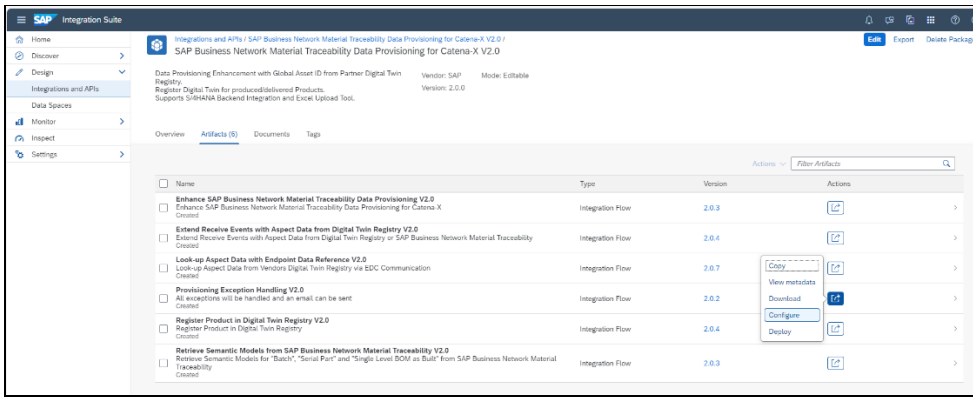 SAP Integration Suite
Home
Discover
Design
Integrations and APIs
Data Spaces
Monitor
Inspect
Settings
Integrations and APIs / SAP Business Network Material Traceability Data Provisioning for Catena-X V2.0 /
SAP Business Network Material Traceability Data Provisioning for Catena-X V2.0
Edit Export Delete Package
Data Provisioning Enhancement with Global Asset ID from Partner Digital Twin
Registry.
Register Digital Twin for produced/delivered Products.
Supports S/4HANA Backend Integration and Excel Upload Tool.
Vendor: SAP Mode: Editable
Version: 2.0.0
Overview Artifacts (6) Documents Tags
Actions Filter Artifacts
Name Type Version Actions
Enhance SAP Business Network Material Traceability Data Provisioning V2.0
Enhance SAP Business Network Material Traceability Data Provisioning for Catena-X
Created
Integration Flow 2.0.3
Extend Receive Events with Aspect Data from Digital Twin Registry V2.0
Extend Receive Events with Aspect Data from Digital Twin Registry or SAP Business Network Material Traceability
Created
Integration Flow 2.0.4
Look-up Aspect Data with Endpoint Data Reference V2.0
Look-up Aspect Data from Vendors Digital Twin Registry via EDC Communication
Created
Integration Flow 2.0.7
Provisioning Exception Handling V2.0
All exceptions will be handled and an email can be sent
Created
Integration Flow 2.0.2
Copy
View metadata
Download
Configure
Deploy
Register Product in Digital Twin Registry V2.0
Register Product in Digital Twin Registry
Created
Integration Flow 2.0.4
Retrieve Semantic Models from SAP Business Network Material Traceability V2.0
Retrieve Semantic Models for "Batch", "Serial Part" and "Single Level BOM as Built" from SAP Business Network Material
Traceability
Created
Integration Flow 2.0.3